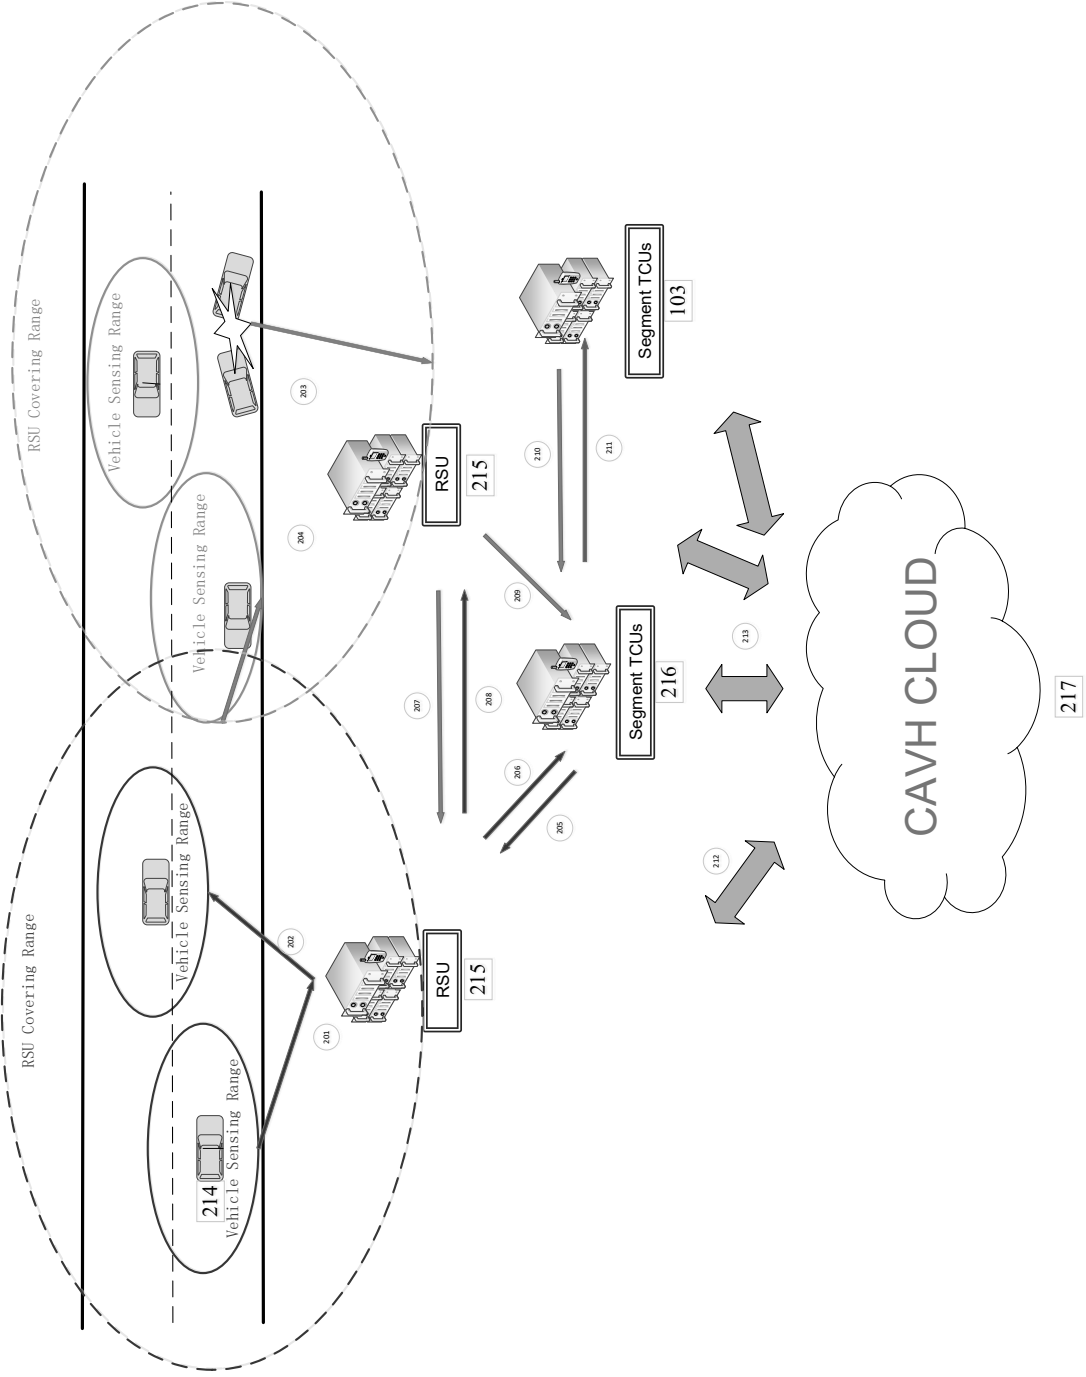 RSU Covering Range
Vehicle Sensing Range
Vehicle Sensing Range
203
204
RSU
215
Segment TCUs
103
210
211
209
207
208
206
205
Segment TCUs
216
213
212
CAVH CLOUD
217
RSU Covering Range
Vehicle Sensing Range
202
201
RSU
215
214
Vehicle Sensing Range